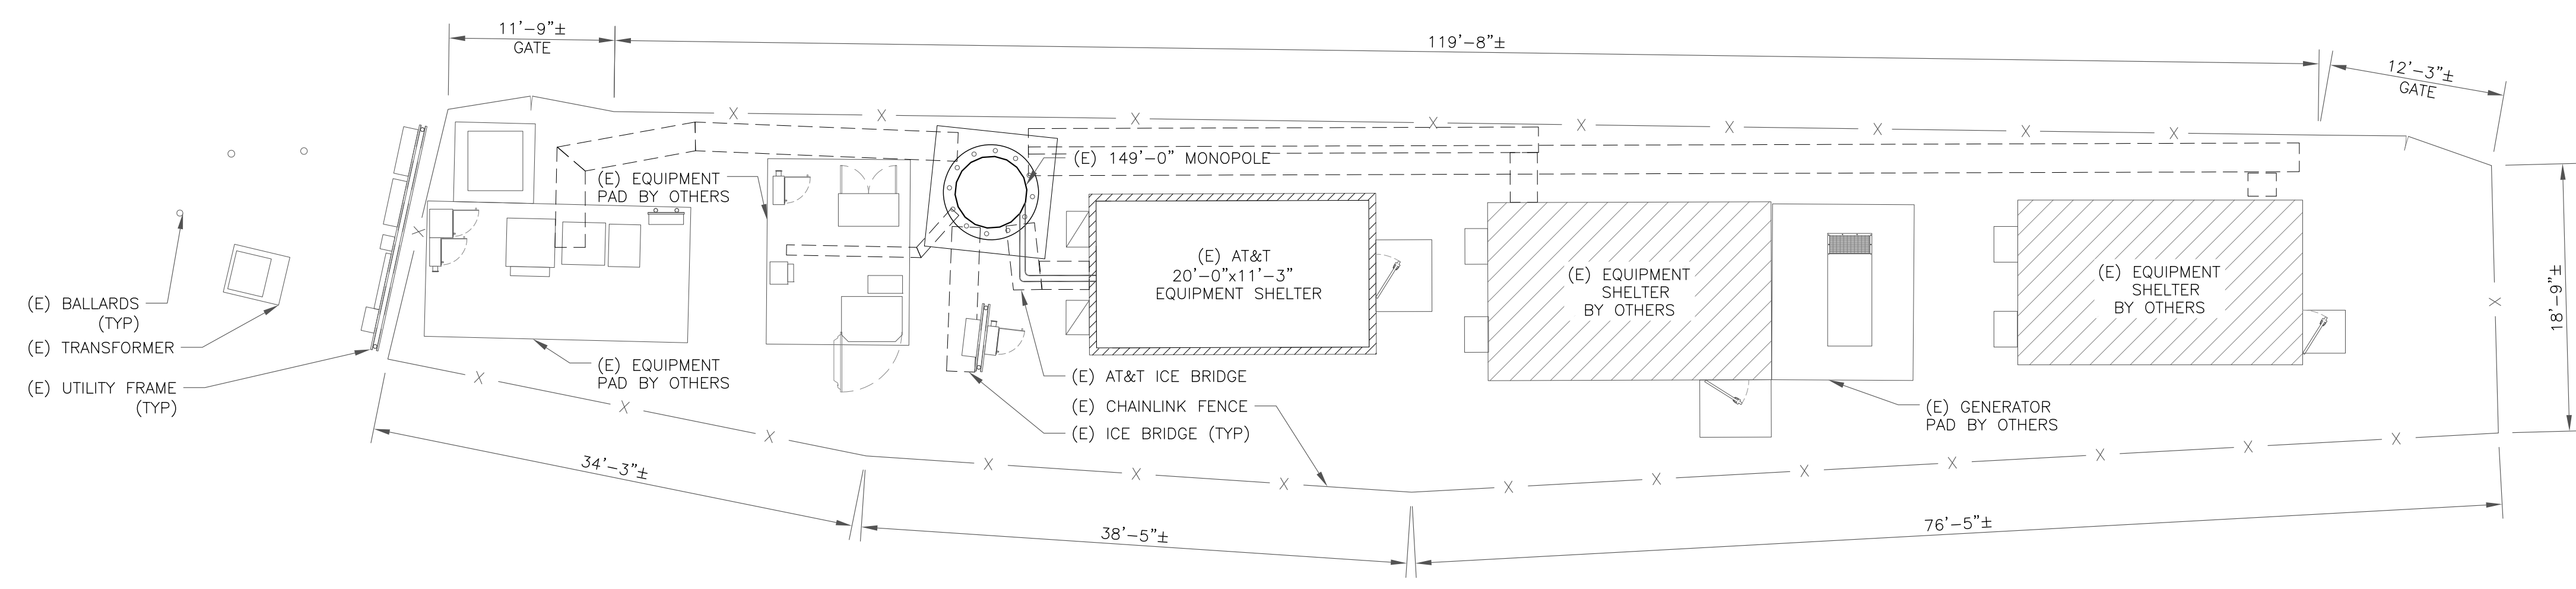 11'-9"±
GATE
119'-8"±
12'-3"±
GATE
(E) EQUIPMENT
PAD BY OTHERS
(E) 149'-0" MONOPOLE
(E) AT&T
20'-0"x11'-3"
EQUIPMENT SHELTER
(E) EQUIPMENT
SHELTER
BY OTHERS
(E) EQUIPMENT
SHELTER
BY OTHERS
18'-9"±
(E) BALLARDS
(TYP)
(E) TRANSFORMER
(E) UTILITY FRAME
(TYP)
(E) EQUIPMENT
PAD BY OTHERS
(E) AT&T ICE BRIDGE
(E) CHAINLINK FENCE
(E) ICE BRIDGE (TYP)
(E) GENERATOR
PAD BY OTHERS
34'-3"±
38'-5"±
76'-5"±